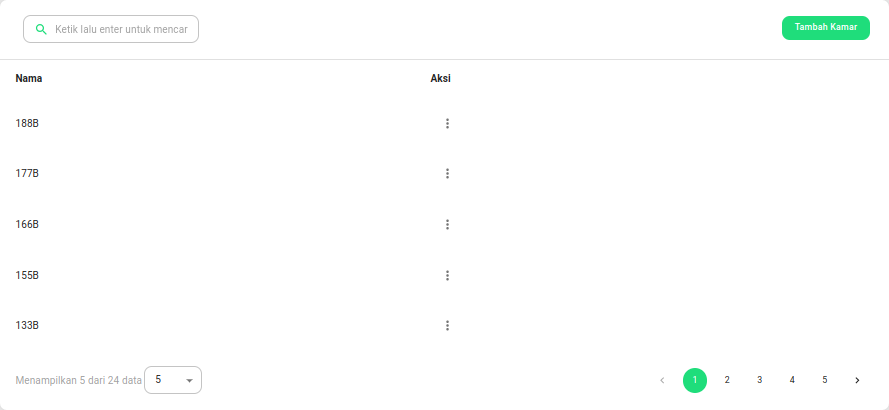 Ketik lalu enter untuk mencar
Tambah Kamar
Nama Aksi
188B
177B
166B
155B
133B
Menampilkan 5 dari 24 data 5 1 2 3 4 5